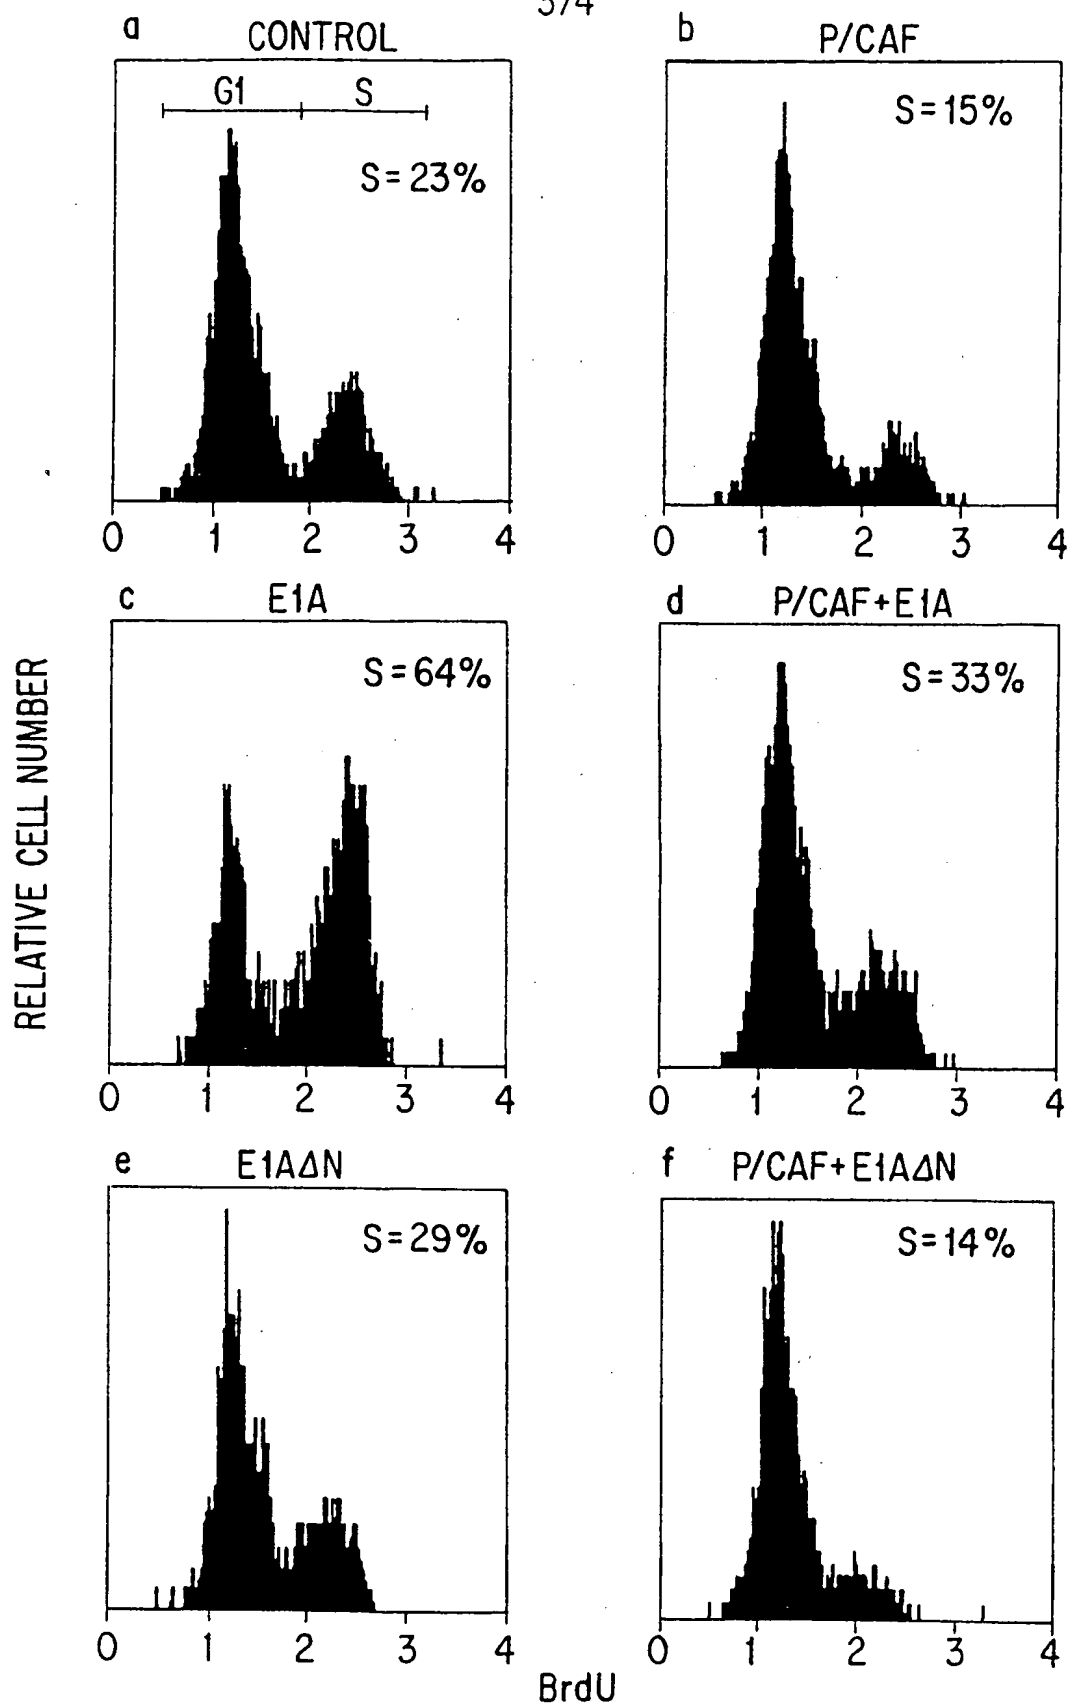 374
a CONTROL
G1 S
S=23%
0 1 2 3 4
b P/CAF
S=15%
0 1 2 3 4
c E1A
S=64%
0 1 2 3 4
d P/CAF+E1A
S=33%
0 1 2 3 4
e E1AΔN
S=29%
0 1 2 3 4
f P/CAF+E1AΔN
S=14%
0 1 2 3 4
RELATIVE CELL NUMBER
BrdU